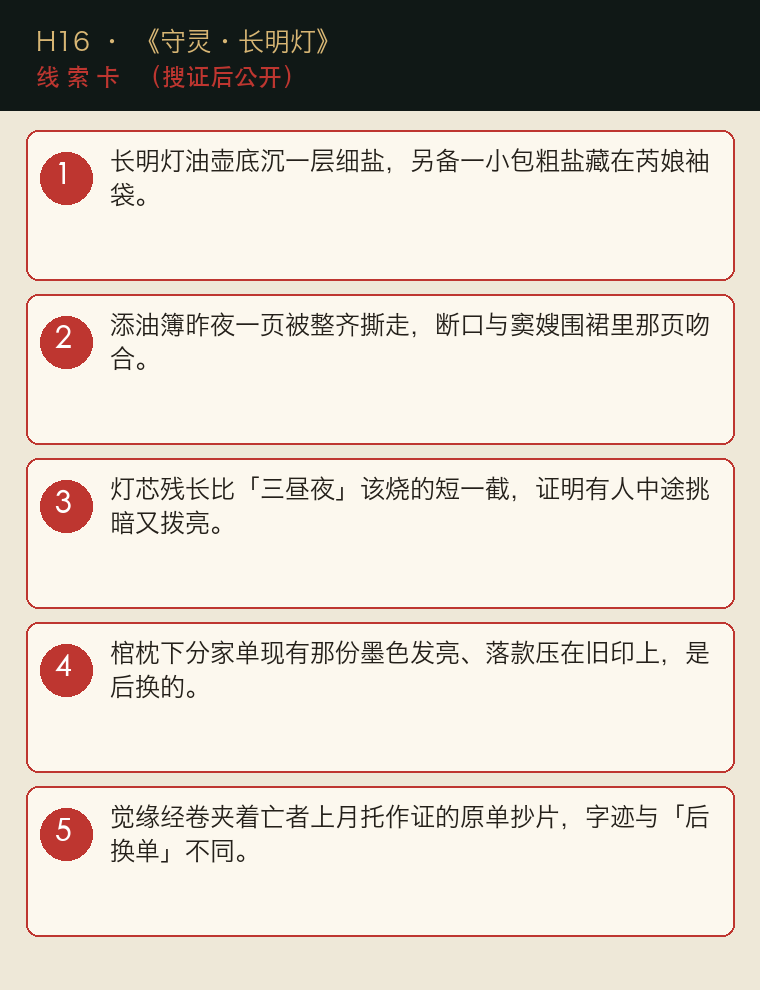 H16 · 《守灵·长明灯》
线索卡 （搜证后公开）
1
长明灯油壶底沉一层细盐，另备一小包粗盐藏在芮娘袖
袋。
2
添油簿昨夜一页被整齐撕走，断口与窦嫂围裙里那页吻
合。
3
灯芯残长比「三昼夜」该烧的短一截，证明有人中途挑
暗又拨亮。
4
棺枕下分家单现有那份墨色发亮、落款压在旧印上，是
后换的。
5
觉缘经卷夹着亡者上月托作证的原单抄片，字迹与「后
换单」不同。